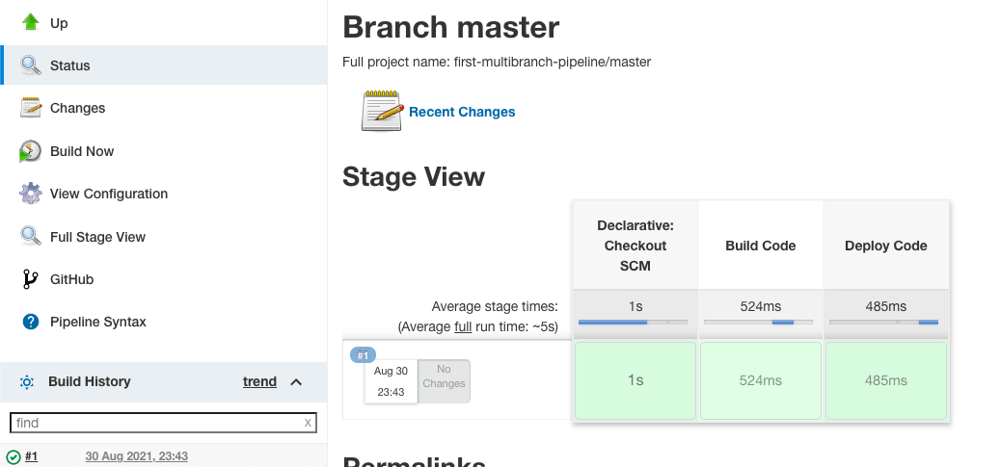 Up
Status
Changes
Build Now
View Configuration
Full Stage View
GitHub
Pipeline Syntax
Build History trend
find x
#1 30 Aug 2021, 23:43
Branch master
Full project name: first-multibranch-pipeline/master
Recent Changes
Stage View
Declarative:
Checkout
SCM
Build Code
Deploy Code
Average stage times:
(Average full run time: ~5s)
1s 524ms 485ms
#1
Aug 30
23:43
No
Changes
1s 524ms 485ms
Permalinks